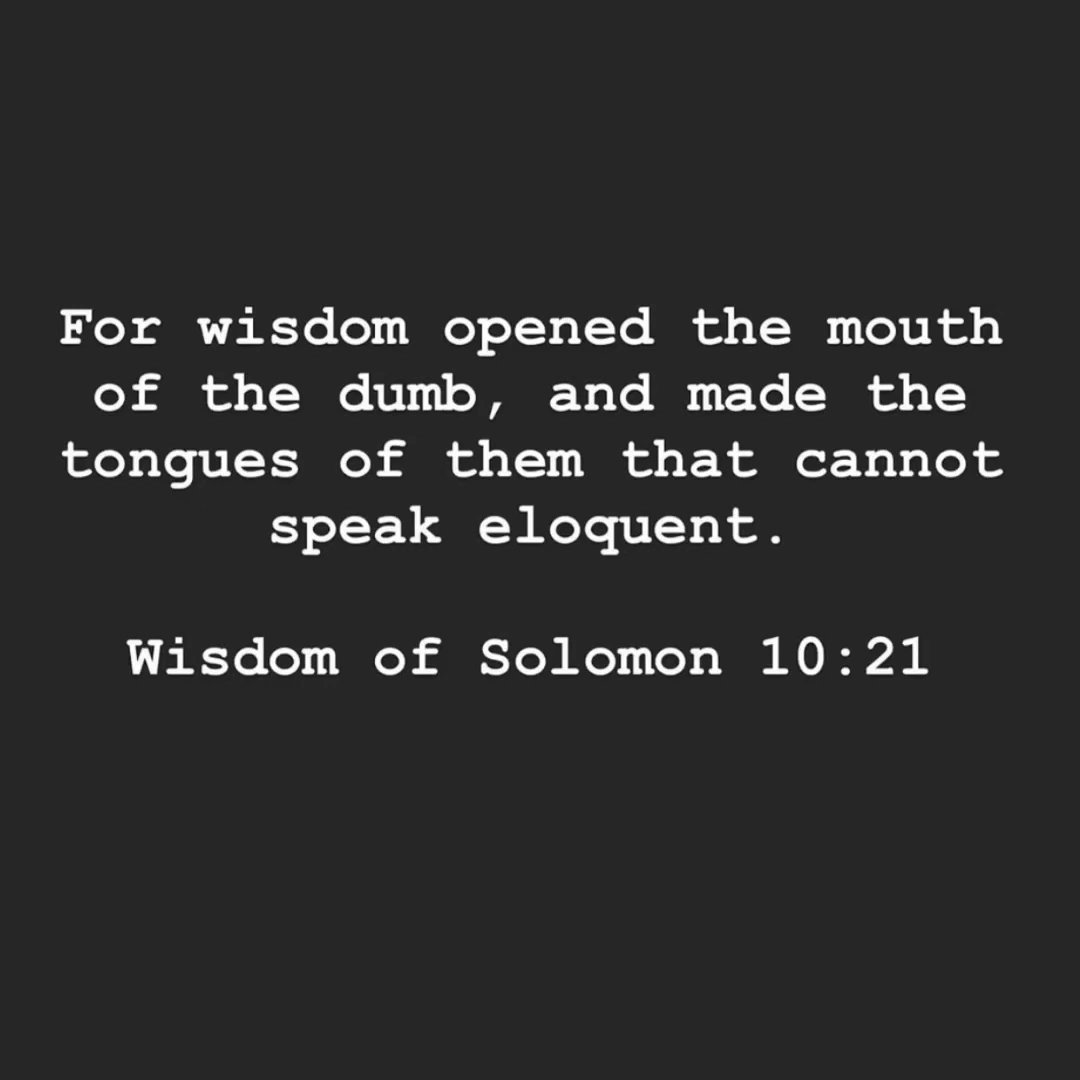 For wisdom opened the mouth
of the dumb, and made the
tongues of them that cannot
speak eloquent.
Wisdom of Solomon 10:21